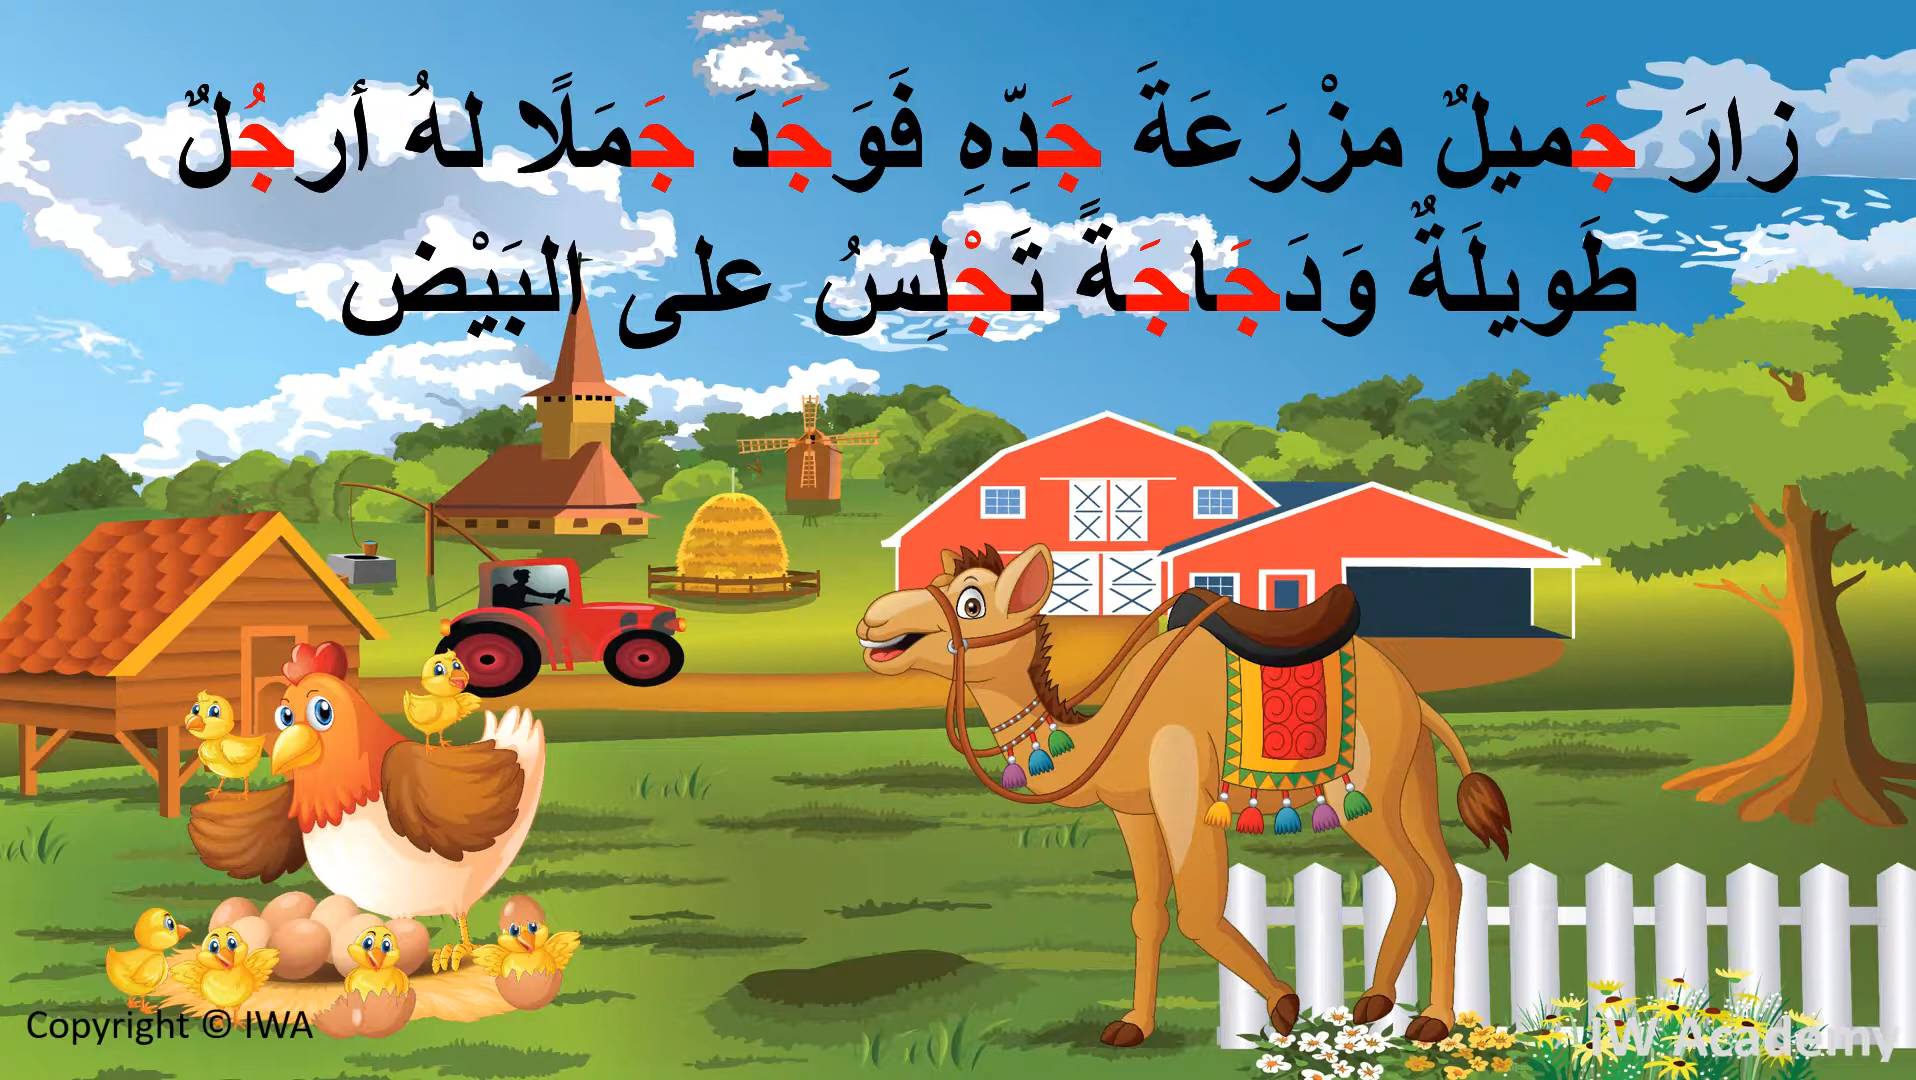 زارَ جَميلٌ مزْرَعَةَ جَدِّهِ فَوَجَدَ جَمَلًا لهُ أرجُلٌ
طَويلَةٌ وَدَجَاجَةً تَجْلِسُ على البَيْض
Copyright © IWA
IW Academy